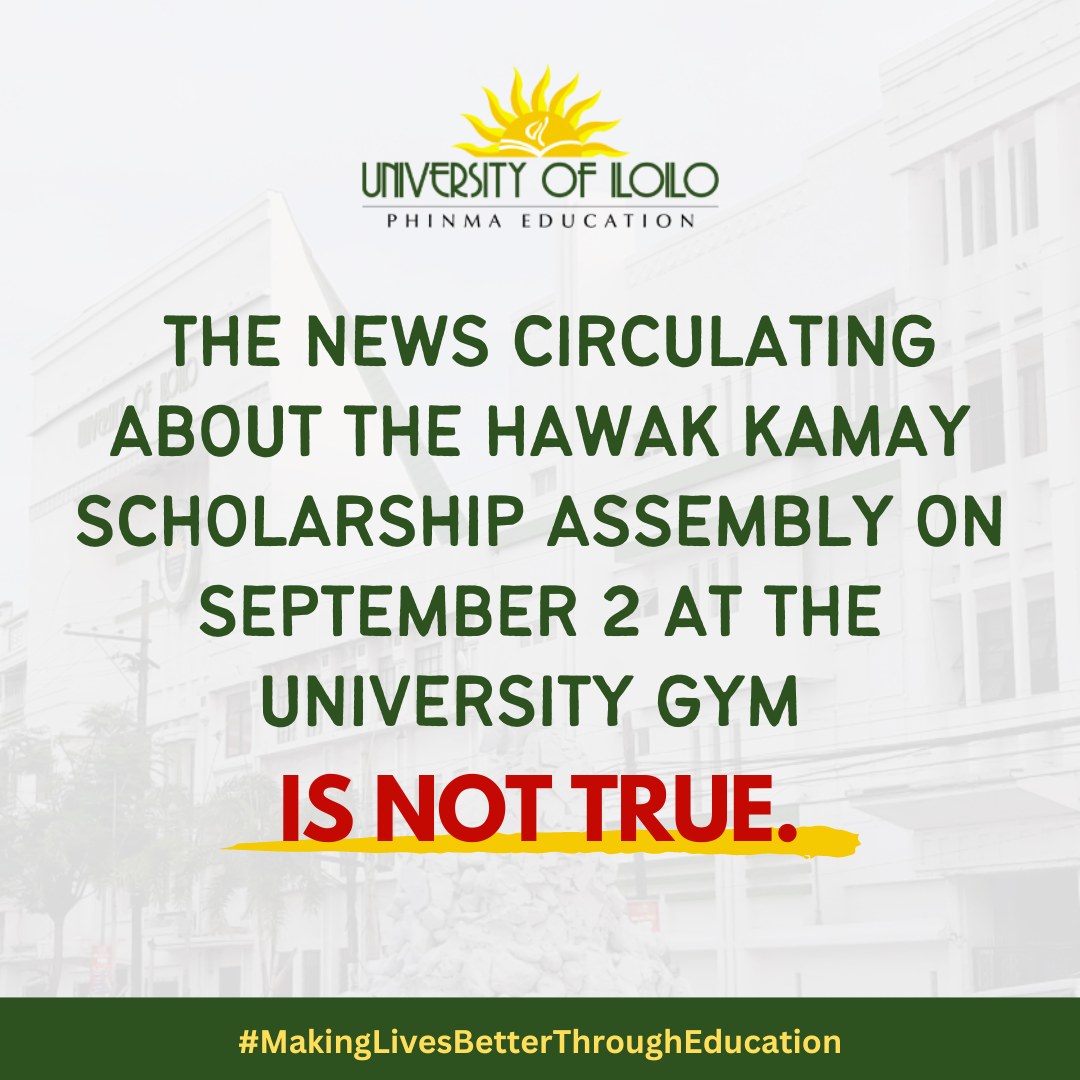 UNIVERSITY OF ILOILO
PHINMA EDUCATION
THE NEWS CIRCULATING
ABOUT THE HAWAK KAMAY
SCHOLARSHIP ASSEMBLY ON
SEPTEMBER 2 AT THE
UNIVERSITY GYM
IS NOT TRUE.
#MakingLivesBetterThroughEducation